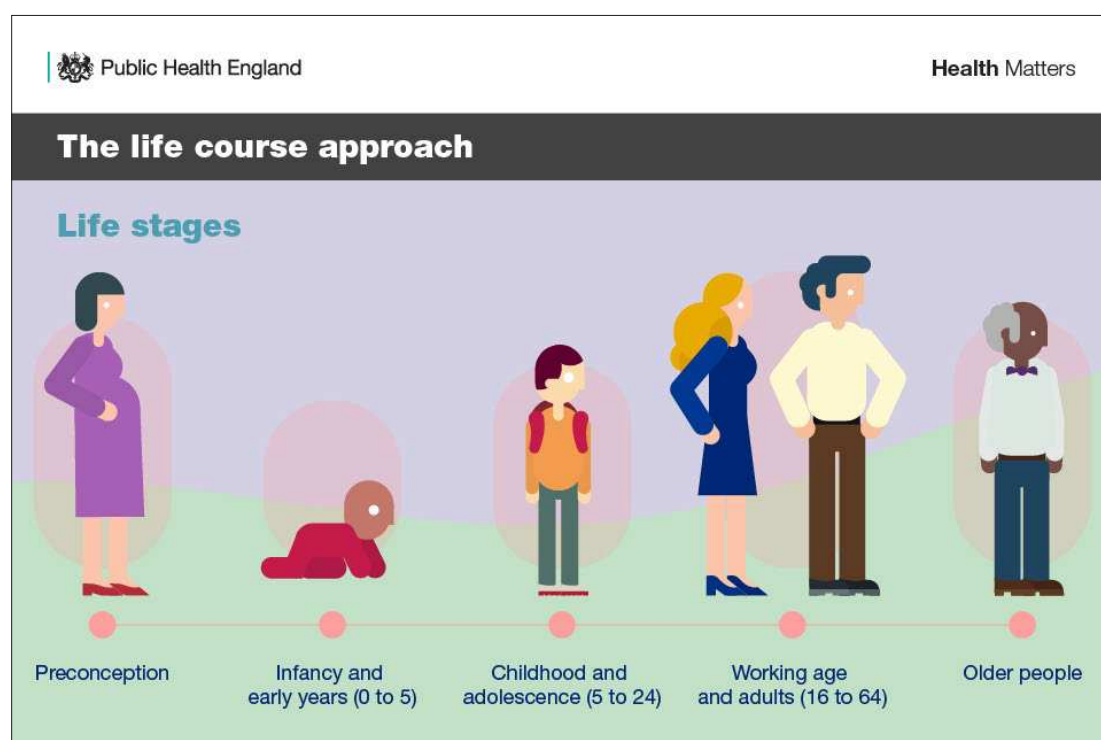 Public Health England
Health Matters
The life course approach
Life stages
Preconception
Infancy and
early years (0 to 5)
Childhood and
adolescence (5 to 24)
Working age
and adults (16 to 64)
Older people